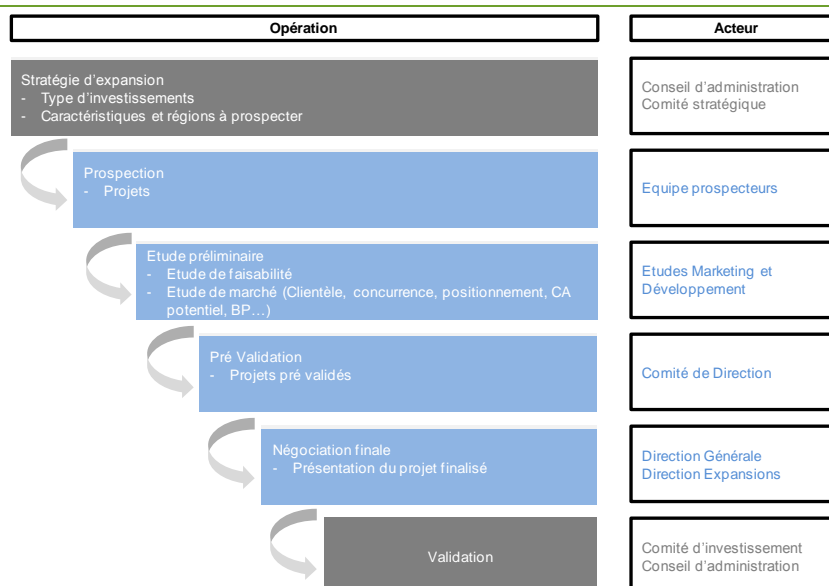 Opération
Acteur
Stratégie d'expansion
- Type d'investissements
- Caractéristiques et régions à prospecter
Conseil d'administration
Comité stratégique
Prospection
- Projets
Equipe prospecteurs
Etude préliminaire
- Etude de faisabilité
- Etude de marché (Clientèle, concurrence, positionnement, CA
potentiel, BP…)
Etudes Marketing et
Développement
Pré Validation
- Projets pré validés
Comité de Direction
Négociation finale
- Présentation du projet finalisé
Direction Générale
Direction Expansions
Validation
Comité d'investissement
Conseil d'administration